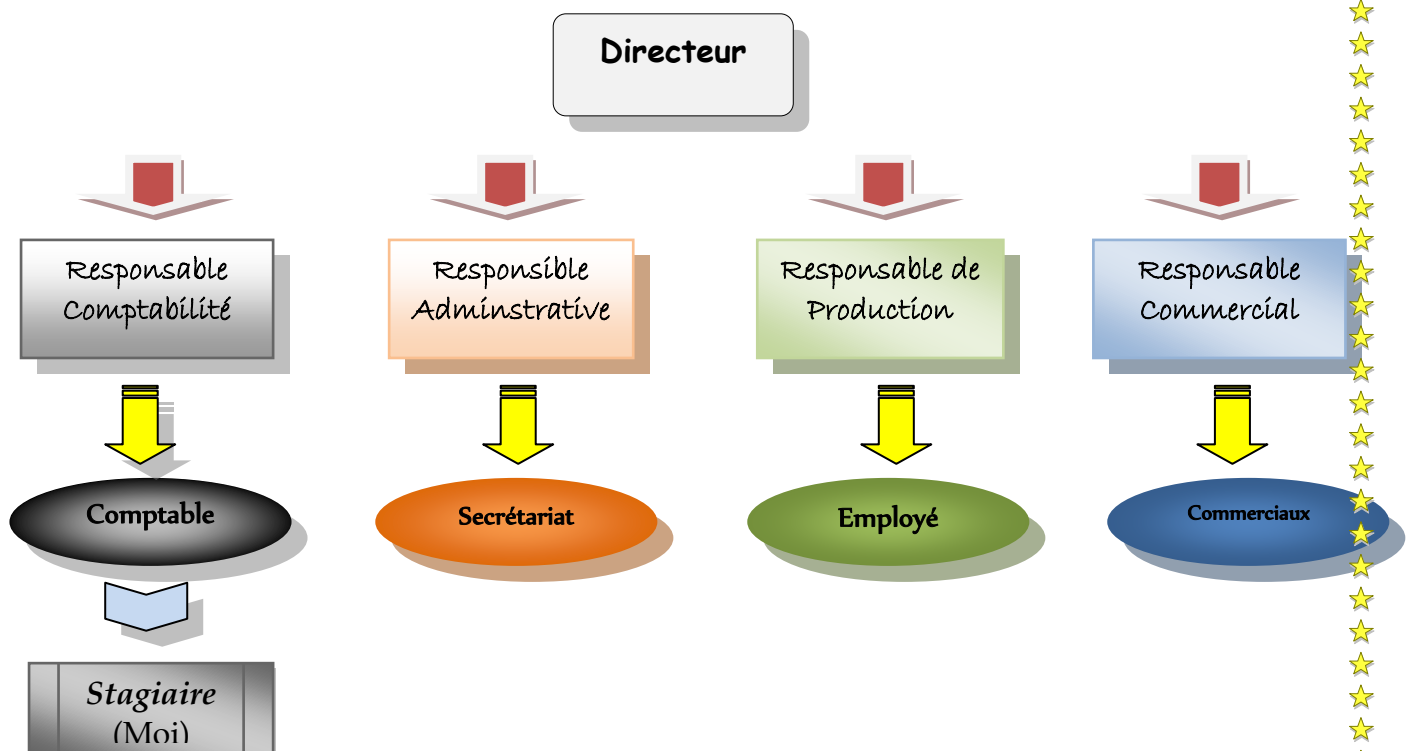 Directeur
Responsable
Comptabilité
Responsible
Adminstrative
Responsable de
Production
Responsable
Commercial
Comptable
Secrétariat
Employé
Commerciaux
Stagiaire
(Moi)